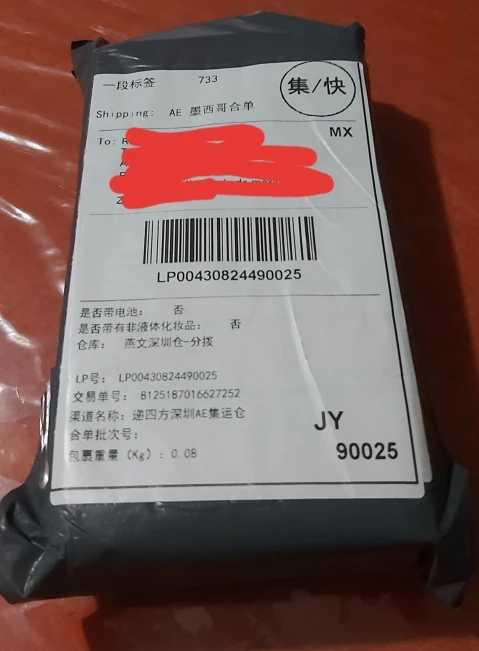 一段标签 733
集/快
Shipping: AE 墨西哥合单
MX
To: R
LP00430824490025
是否带电池: 否
是否带有非液体化妆品: 否
仓库: 燕文深圳仓-分拨
LP号: LP00430824490025
交易单号: 8125187016627252
渠道名称: 递四方深圳AE集运仓
合单批次号:
包裹重量 (Kg): 0.08
JY
90025